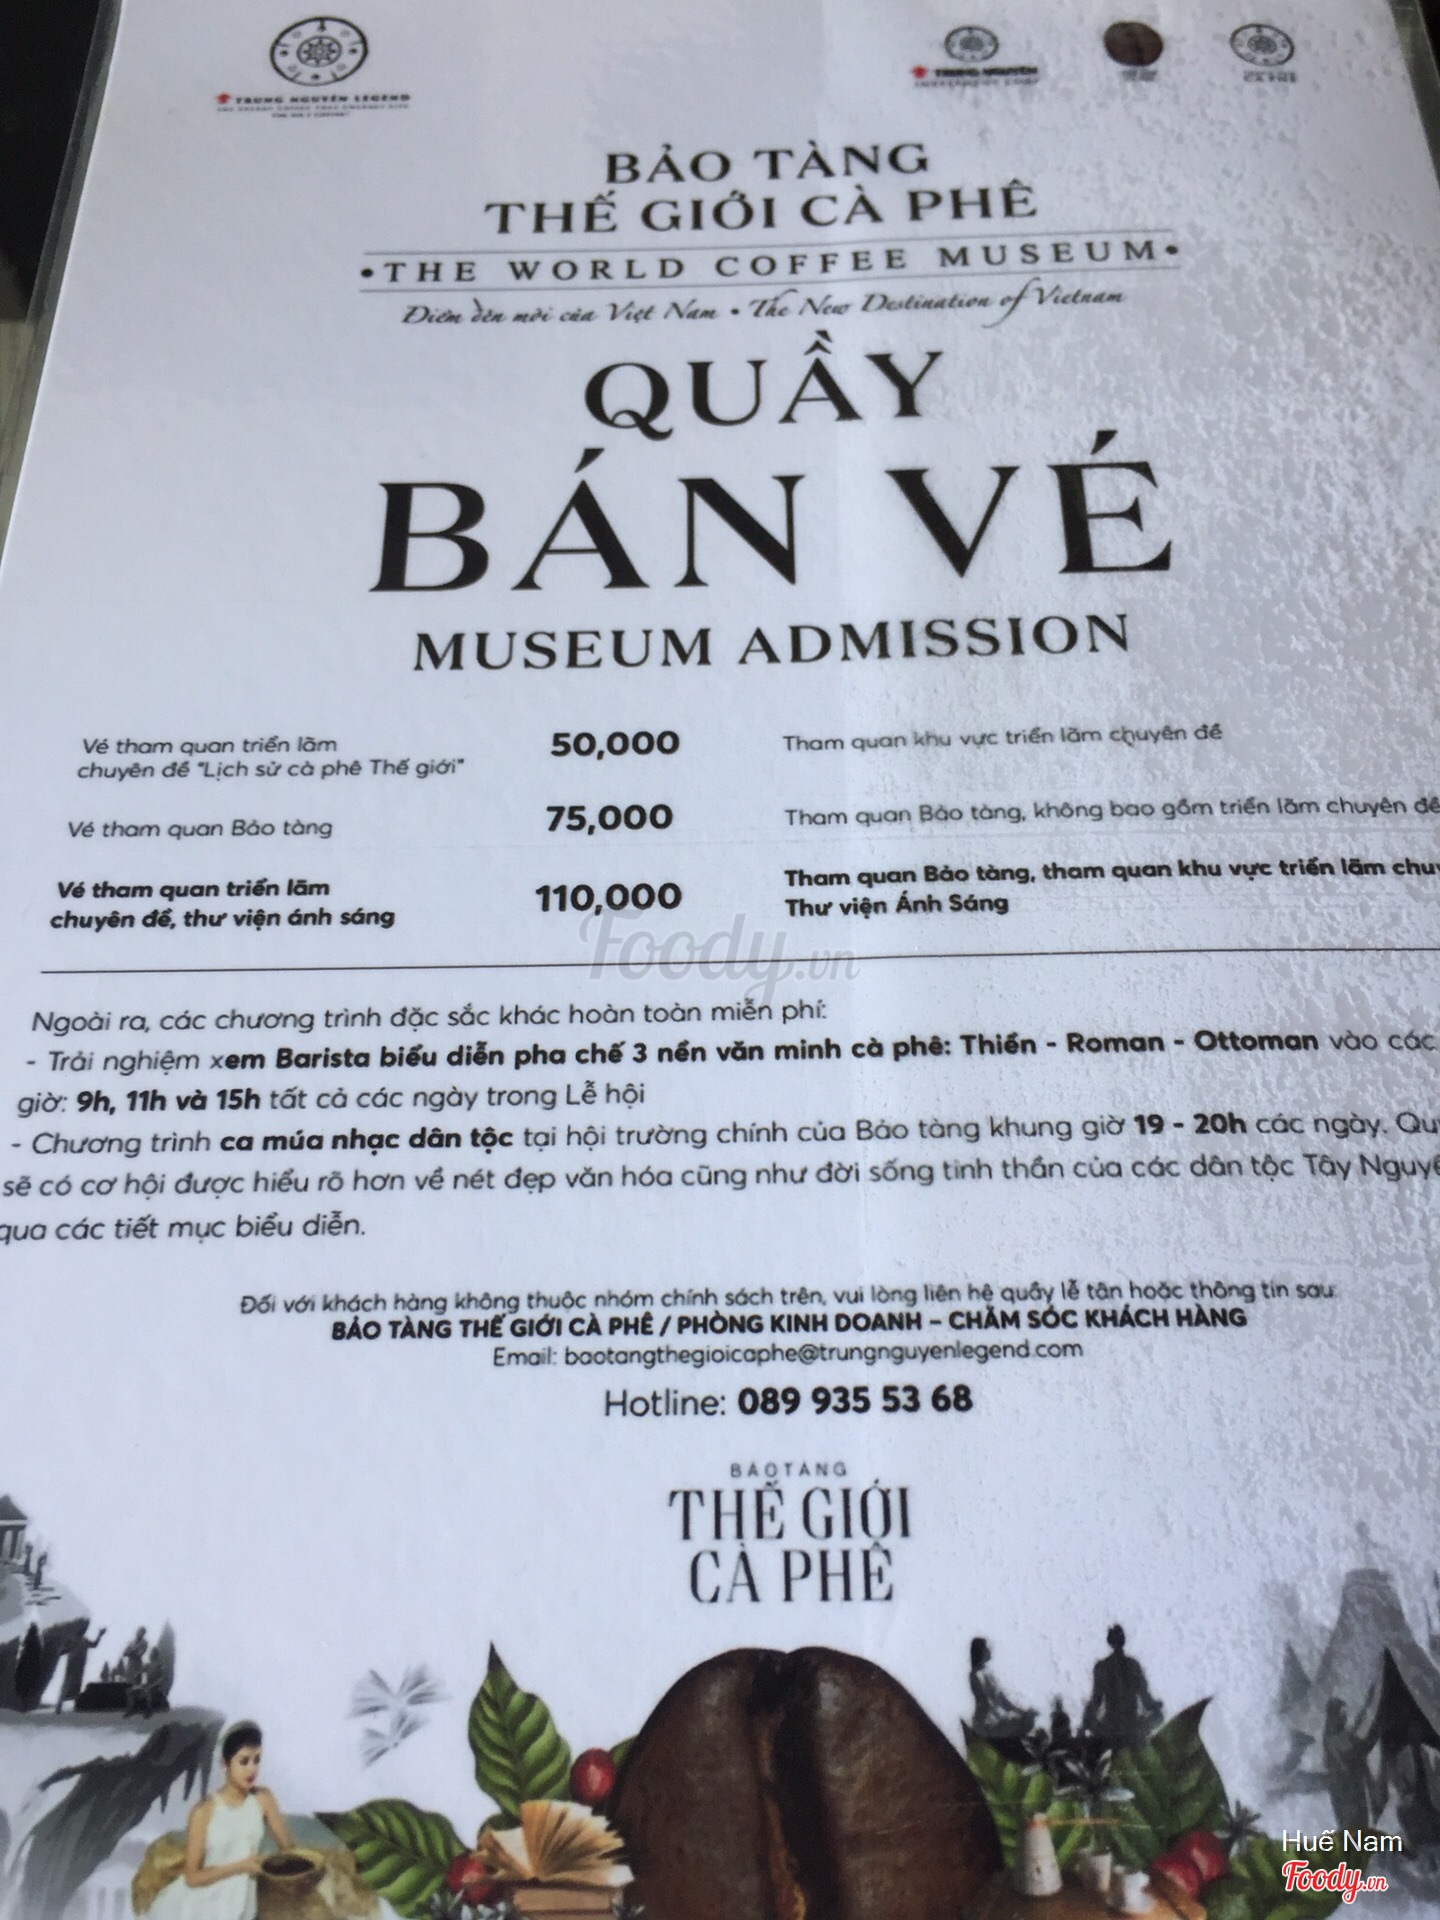 TRUNG NGUYÊN LEGEND
TRUNG NGUYÊN
BẢO TÀNG
THẾ GIỚI CÀ PHÊ
•THE WORLD COFFEE MUSEUM•
Điểm đến mới của Việt Nam • The New Destination of Vietnam
QUẦY
BÁN VÉ
MUSEUM ADMISSION
Vé tham quan triển lãm
chuyên đề "Lịch sử cà phê Thế giới"
50,000
Tham quan khu vực triển lãm chuyên đề
Vé tham quan Bảo tàng
75,000
Tham quan Bảo tàng, không bao gồm triển lãm chuyên đề
Vé tham quan triển lãm
chuyên đề, thư viện ánh sáng
110,000
Tham quan Bảo tàng, tham quan khu vực triển lãm
Thư viện Ánh Sáng
Foody.vn
Ngoài ra, các chương trình đặc sắc khác hoàn toàn miễn phí:
- Trải nghiệm xem Barista biểu diễn pha chế 3 nền văn minh cà phê: Thiền - Roman - Ottoman vào các
giờ: 9h, 11h và 15h tất cả các ngày trong Lễ hội
- Chương trình ca múa nhạc dân tộc tại hội trường chính của Bảo tàng khung giờ 19 - 20h các ngày.
sẽ có cơ hội được hiểu rõ hơn về nét đẹp văn hóa cũng như đời sống tinh thần của các dân tộc Tây
qua các tiết mục biểu diễn.
Đối với khách hàng không thuộc nhóm chính sách trên, vui lòng liên hệ quầy lễ tân hoặc thông tin sau:
BẢO TÀNG THẾ GIỚI CÀ PHÊ / PHÒNG KINH DOANH – CHĂM SÓC KHÁCH HÀNG
Email: baotangthegioicaphe@trungnguyenlegend.com
Hotline: 089 935 53 68
BẢO TÀNG
THẾ GIỚI
CÀ PHÊ
Huế Nam
Foody.vn